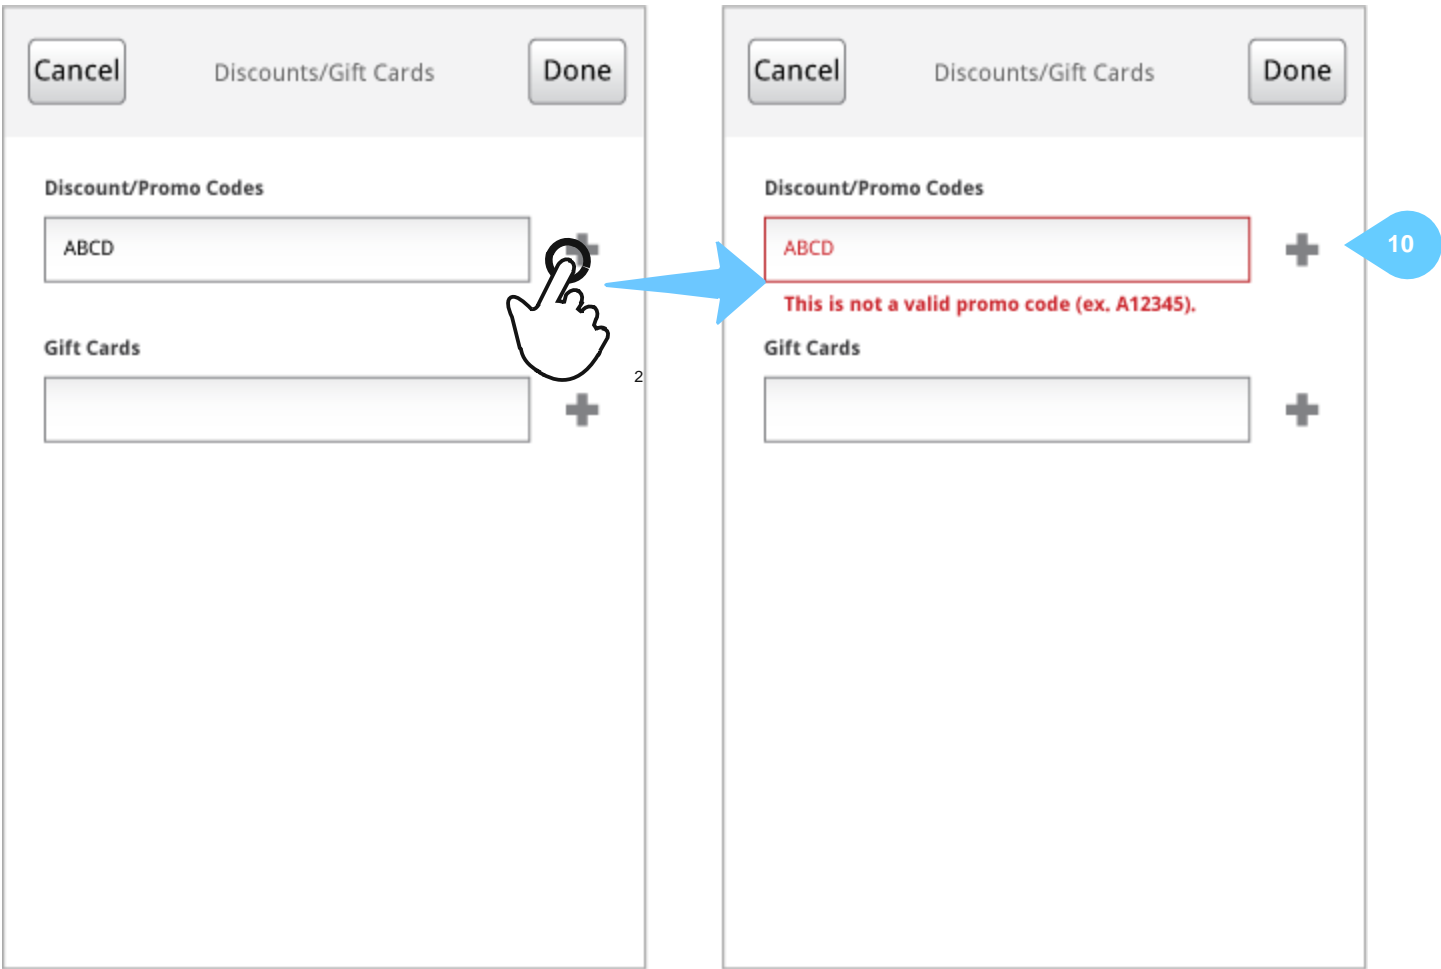 Cancel
Discounts/Gift Cards
Done
Discount/Promo Codes
ABCD
Gift Cards
2
Cancel
Discounts/Gift Cards
Done
Discount/Promo Codes
ABCD
10
This is not a valid promo code (ex. A12345).
Gift Cards